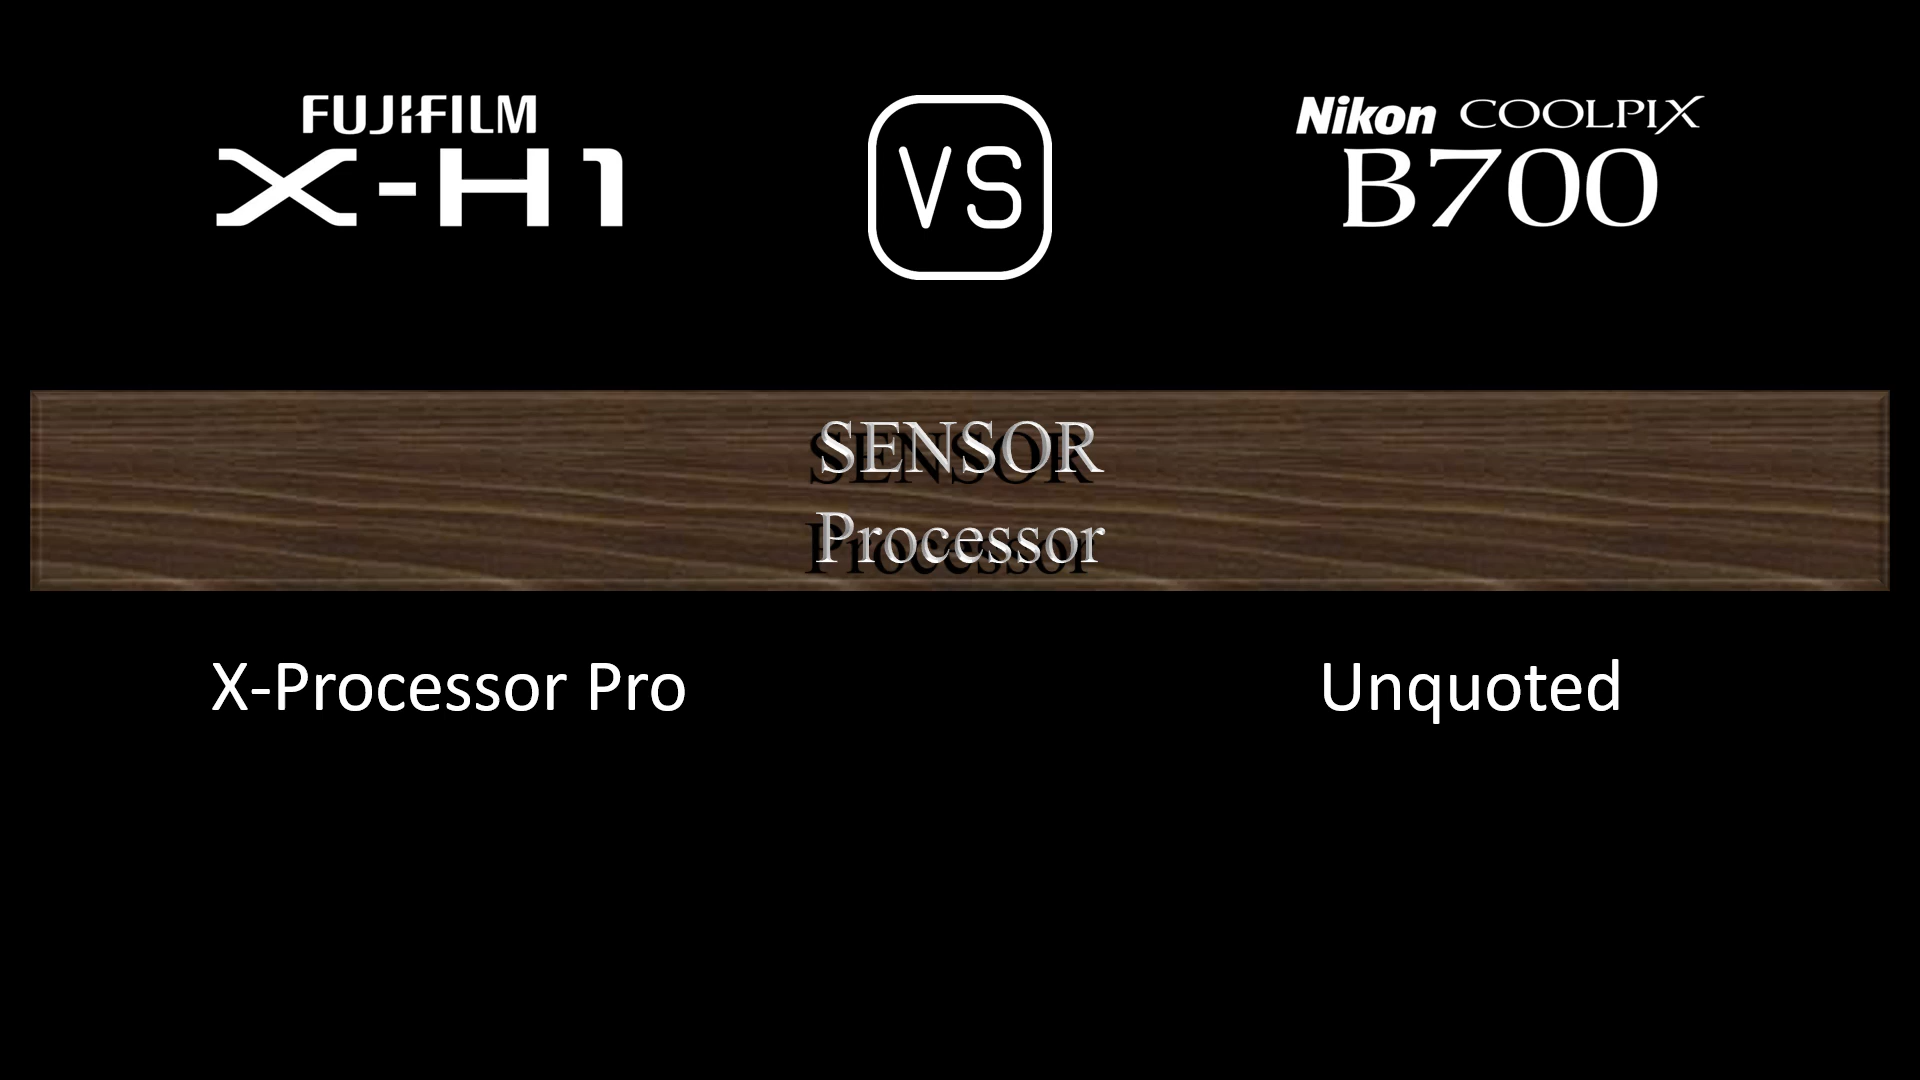 FUJIFILM
X-H1
VS
Nikon COOLPIX
B700
SENSOR
Processor
X-Processor Pro
Unquoted